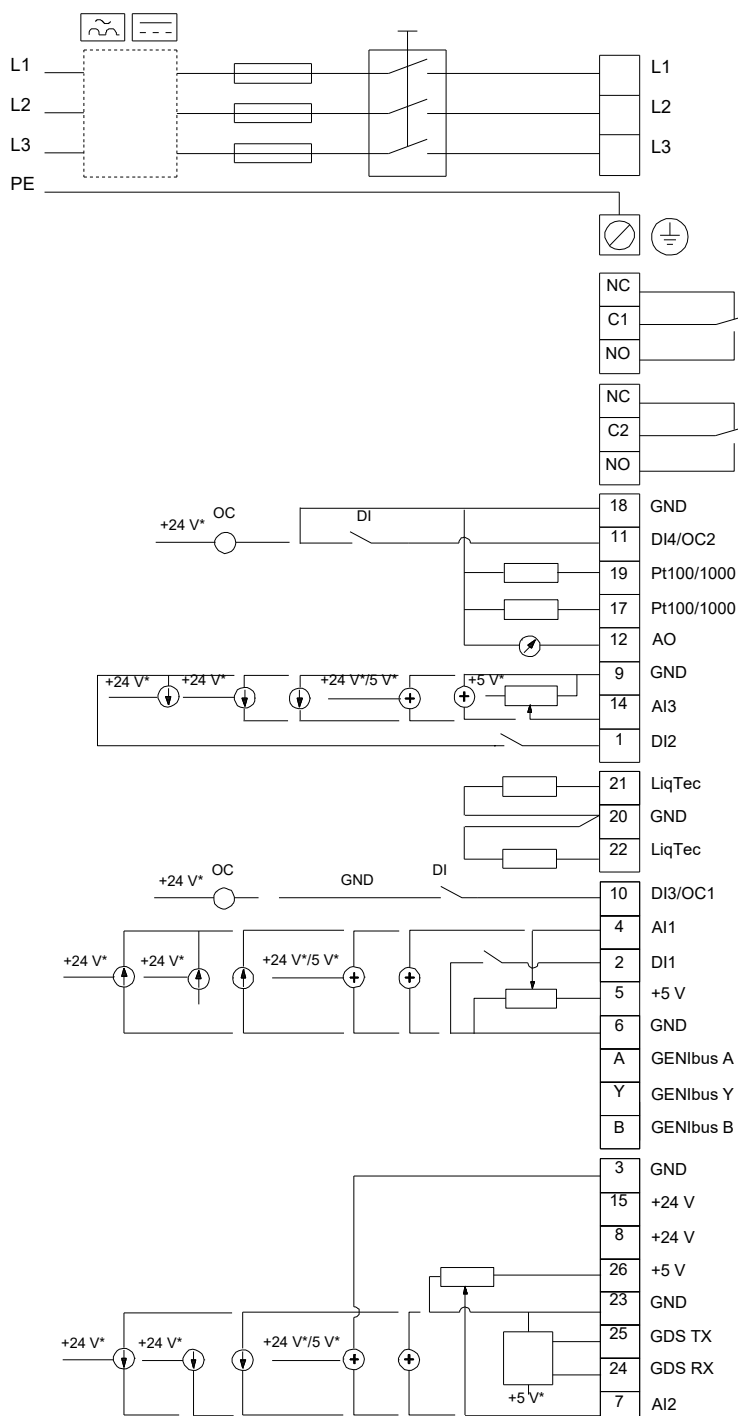 L1 L1
L2 L2
L3 L3
PE
NC
C1
NO
NC
C2
NO
18 GND
+24 V* OC DI 11 DI4/OC2
19 Pt100/1000
17 Pt100/1000
12 AO
9 GND
+24 V* +24 V* +24 V*/5 V* +5 V*
14 AI3
1 DI2
21 LiqTec
20 GND
22 LiqTec
+24 V* OC GND DI 10 DI3/OC1
4 AI1
+24 V* +24 V* +24 V*/5 V* 2 DI1
5 +5 V
6 GND
A GENIbus A
Y GENIbus Y
B GENIbus B
3 GND
15 +24 V
8 +24 V
26 +5 V
23 GND
25 GDS TX
+24 V* +24 V* +24 V*/5 V*
24 GDS RX
+5 V* 7 AI2